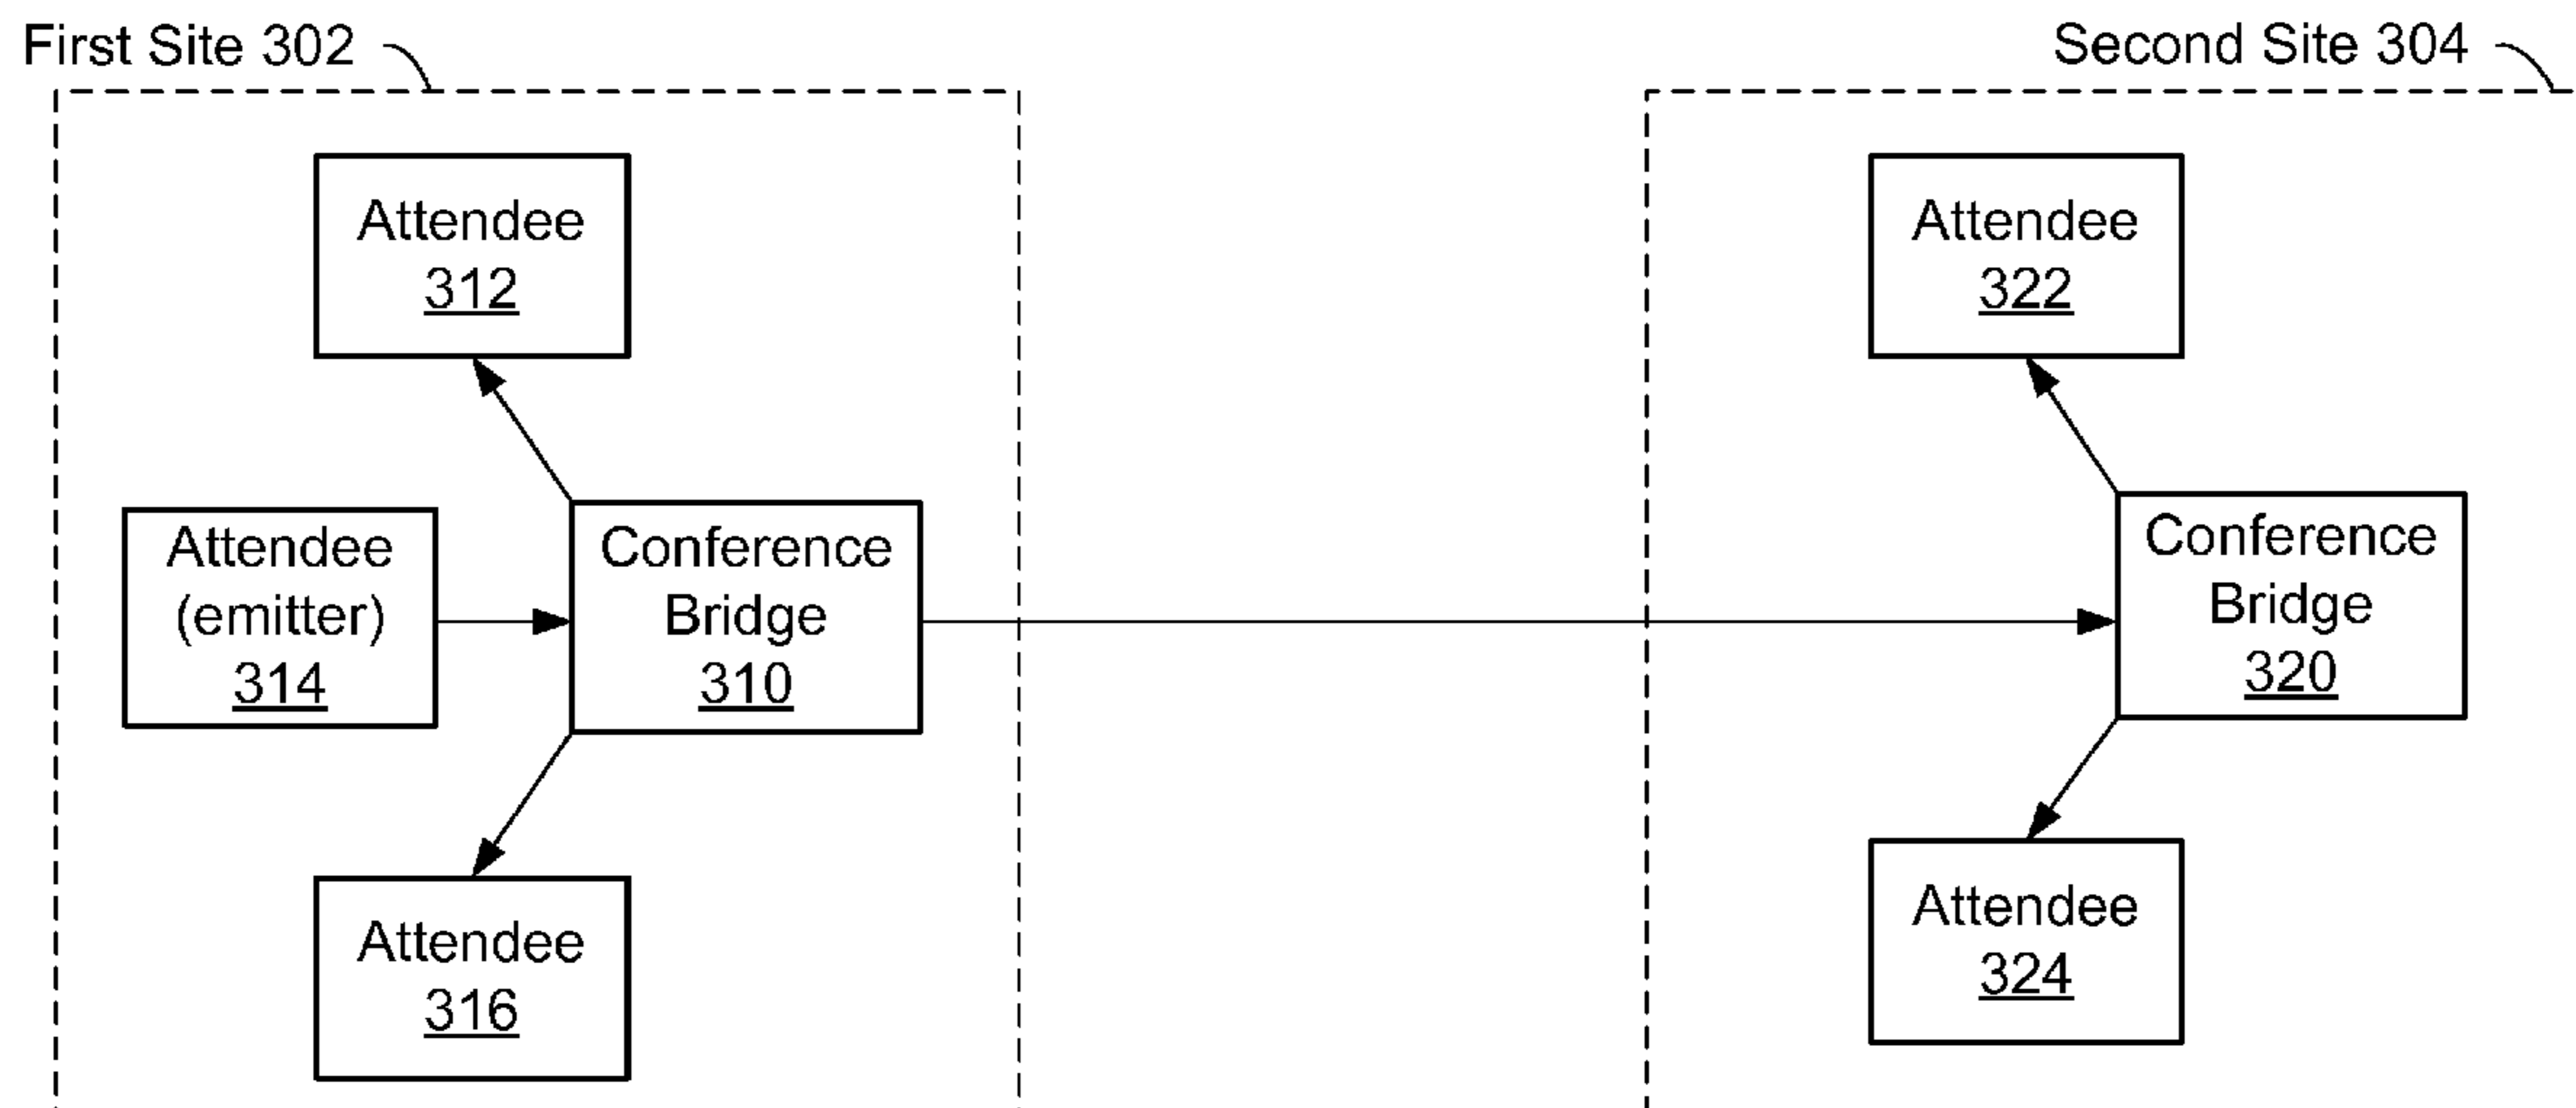 First Site 302
Second Site 304
Attendee
312
Attendee
322
Attendee
(emitter)
314
Conference
Bridge
310
Conference
Bridge
320
Attendee
316
Attendee
324